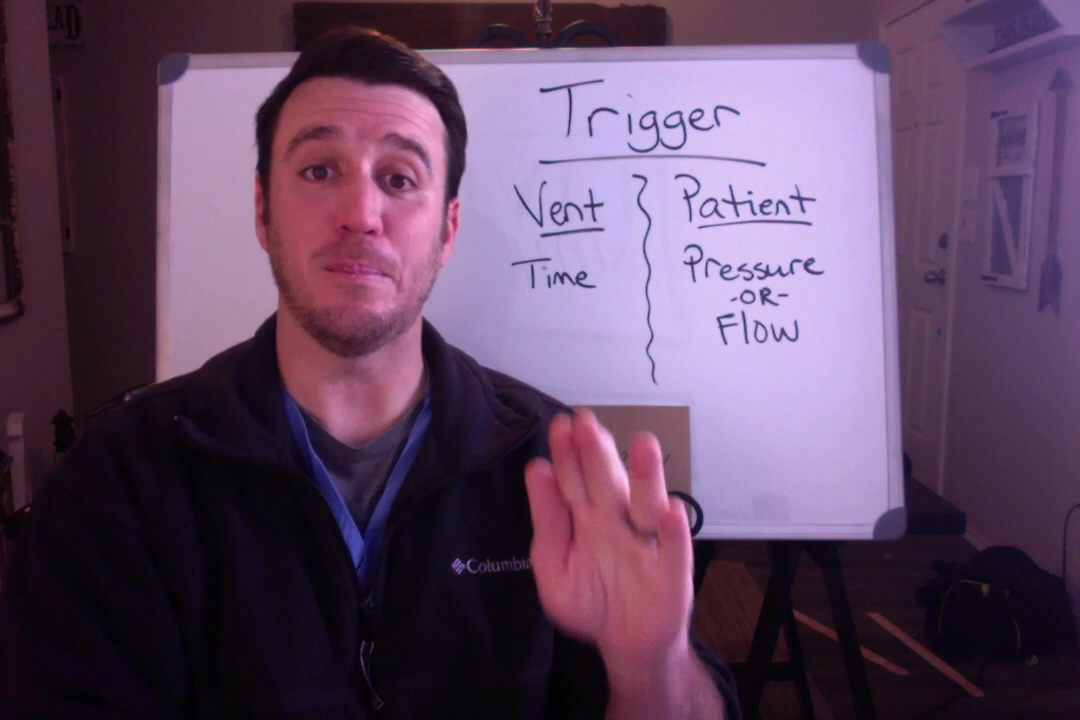 Trigger
Vent
Patient
Time
Pressure
-OR-
Flow
Columbia